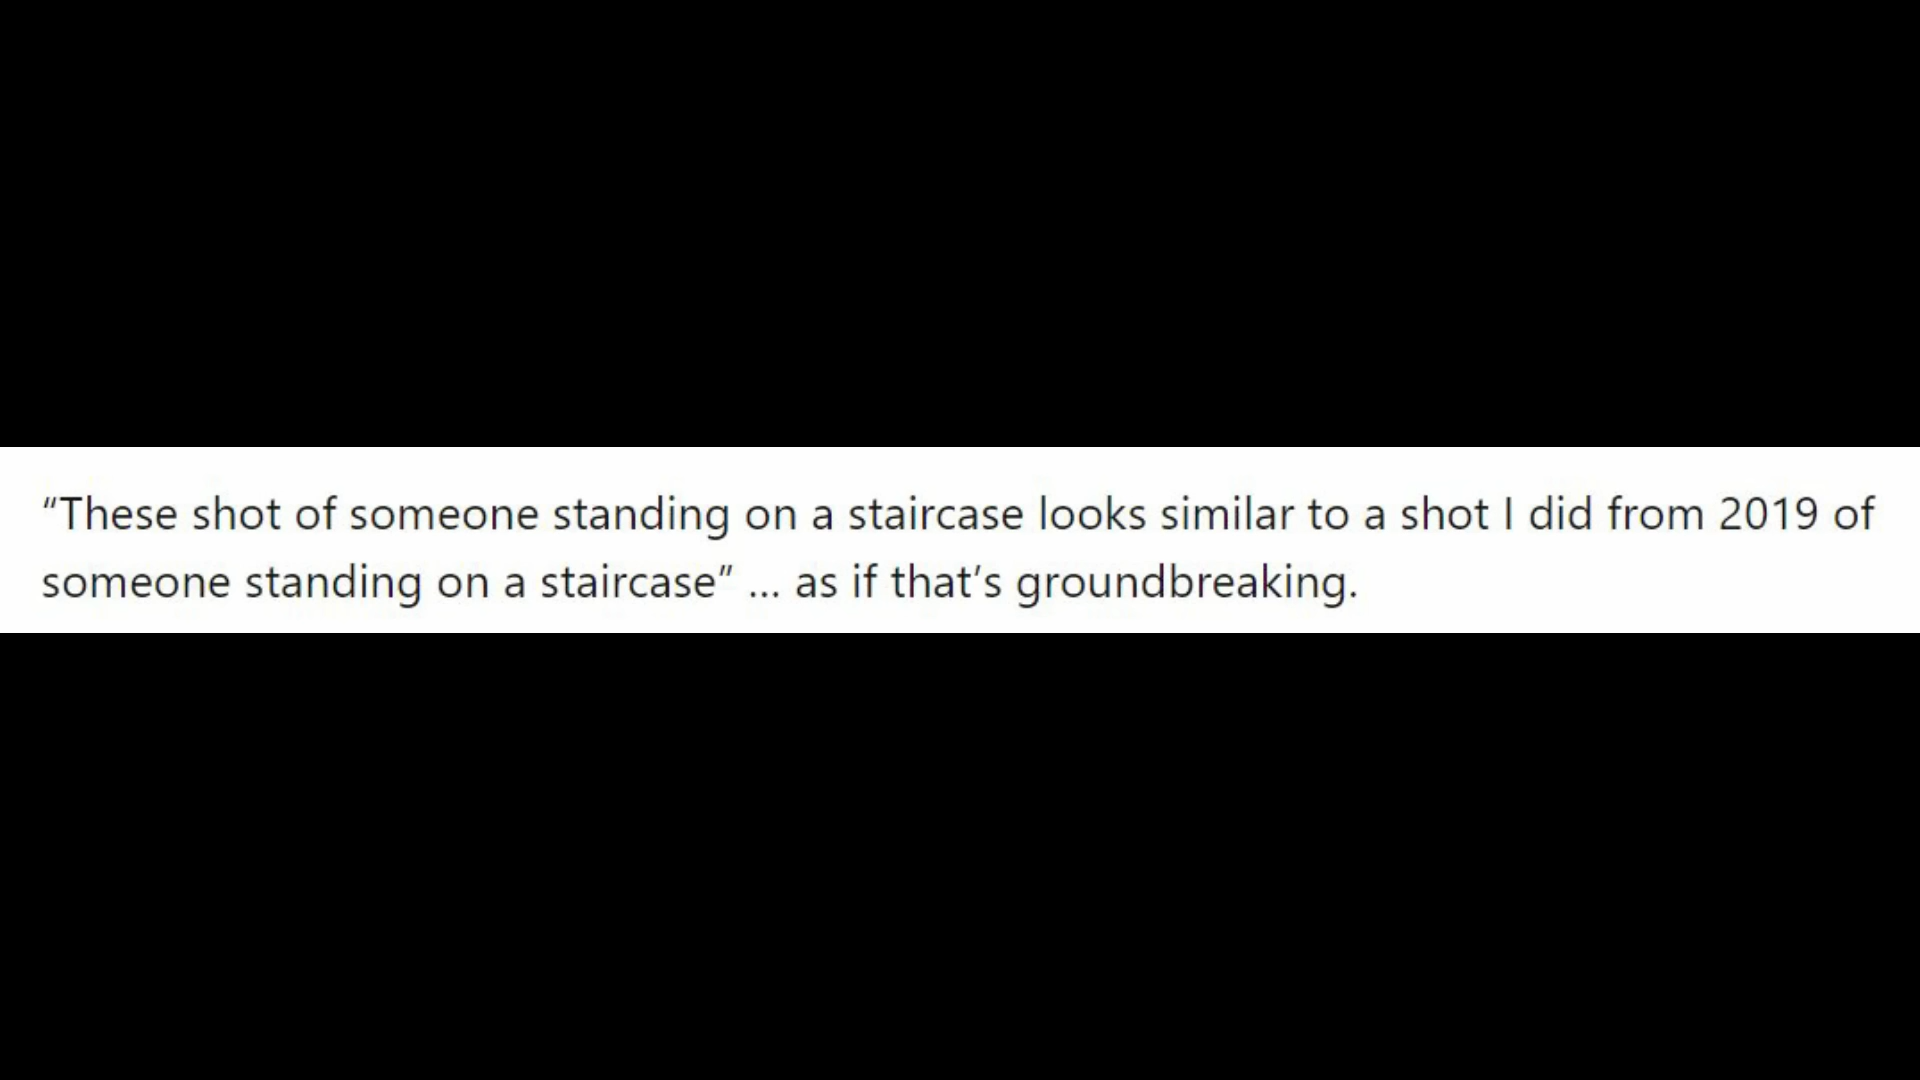 “These shot of someone standing on a staircase looks similar to a shot I did from 2019 of
someone standing on a staircase” ... as if that’s groundbreaking.